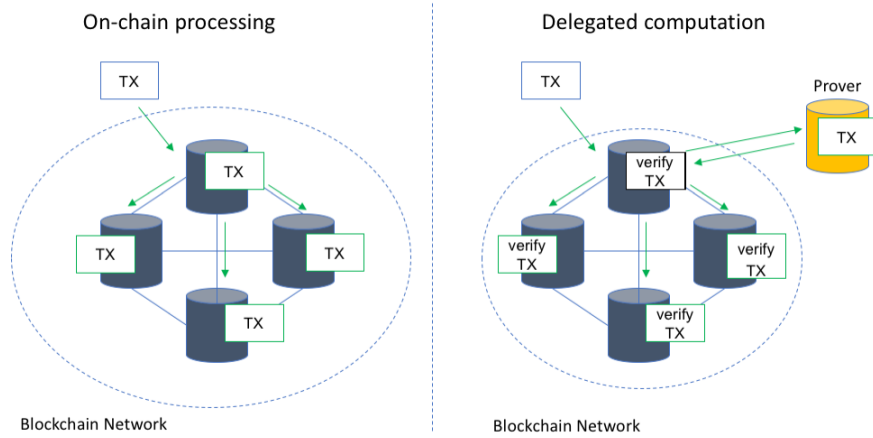 On-chain processing
TX
TX
TX
TX
TX
Blockchain Network
Delegated computation
TX
Prover
TX
verify
TX
verify
TX
verify
TX
verify
TX
Blockchain Network